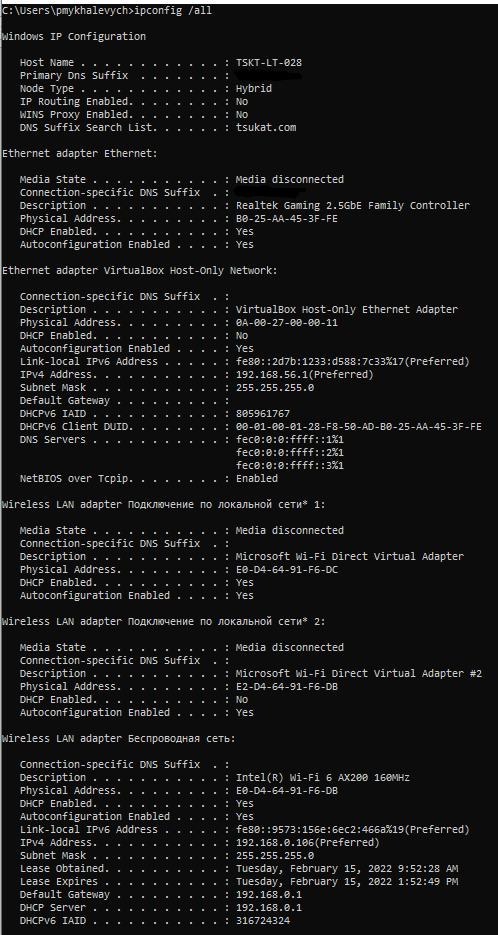 C:\Users\pmykhalevych>ipconfig /all
Windows IP Configuration
Host Name . . . . . . . . . . . . : TSKT-LT-028
Primary Dns Suffix  . . . . . . . :
Node Type . . . . . . . . . . . . : Hybrid
IP Routing Enabled. . . . . . . . : No
WINS Proxy Enabled. . . . . . . . : No
DNS Suffix Search List. . . . . . : tsukat.com
Ethernet adapter Ethernet:
Media State . . . . . . . . . . . : Media disconnected
Connection-specific DNS Suffix  . :
Description . . . . . . . . . . . : Realtek Gaming 2.5GbE Family Controller
Physical Address. . . . . . . . . : B0-25-AA-45-3F-FE
DHCP Enabled. . . . . . . . . . . : Yes
Autoconfiguration Enabled . . . . : Yes
Ethernet adapter VirtualBox Host-Only Network:
Connection-specific DNS Suffix  . :
Description . . . . . . . . . . . : VirtualBox Host-Only Ethernet Adapter
Physical Address. . . . . . . . . : 0A-00-27-00-00-11
DHCP Enabled. . . . . . . . . . . : No
Autoconfiguration Enabled . . . . : Yes
Link-local IPv6 Address . . . . . : fe80::2d7b:1233:d588:7c33%17(Preferred)
IPv4 Address. . . . . . . . . . . : 192.168.56.1(Preferred)
Subnet Mask . . . . . . . . . . . : 255.255.255.0
Default Gateway . . . . . . . . . :
DHCPv6 IAID . . . . . . . . . . . : 805961767
DHCPv6 Client DUID. . . . . . . . : 00-01-00-01-28-F8-50-AD-B0-25-AA-45-3F-FE
DNS Servers . . . . . . . . . . . : fec0:0:0:ffff::1%1
fec0:0:0:ffff::2%1
fec0:0:0:ffff::3%1
NetBIOS over Tcpip. . . . . . . . : Enabled
Wireless LAN adapter Подключение по локальной сети* 1:
Media State . . . . . . . . . . . : Media disconnected
Connection-specific DNS Suffix  . :
Description . . . . . . . . . . . : Microsoft Wi-Fi Direct Virtual Adapter
Physical Address. . . . . . . . . : E0-D4-64-91-F6-DC
DHCP Enabled. . . . . . . . . . . : Yes
Autoconfiguration Enabled . . . . : Yes
Wireless LAN adapter Подключение по локальной сети* 2:
Media State . . . . . . . . . . . : Media disconnected
Connection-specific DNS Suffix  . :
Description . . . . . . . . . . . : Microsoft Wi-Fi Direct Virtual Adapter #2
Physical Address. . . . . . . . . : E2-D4-64-91-F6-DB
DHCP Enabled. . . . . . . . . . . : No
Autoconfiguration Enabled . . . . : Yes
Wireless LAN adapter Беспроводная сеть:
Connection-specific DNS Suffix  . :
Description . . . . . . . . . . . : Intel(R) Wi-Fi 6 AX200 160MHz
Physical Address. . . . . . . . . : E0-D4-64-91-F6-DB
DHCP Enabled. . . . . . . . . . . : Yes
Autoconfiguration Enabled . . . . : Yes
Link-local IPv6 Address . . . . . : fe80::9573:156e:6ec2:466a%19(Preferred)
IPv4 Address. . . . . . . . . . . : 192.168.0.106(Preferred)
Subnet Mask . . . . . . . . . . . : 255.255.255.0
Lease Obtained. . . . . . . . . . : Tuesday, February 15, 2022 9:52:28 AM
Lease Expires . . . . . . . . . . : Tuesday, February 15, 2022 1:52:49 PM
Default Gateway . . . . . . . . . : 192.168.0.1
DHCP Server . . . . . . . . . . . : 192.168.0.1
DHCPv6 IAID . . . . . . . . . . . : 316724324